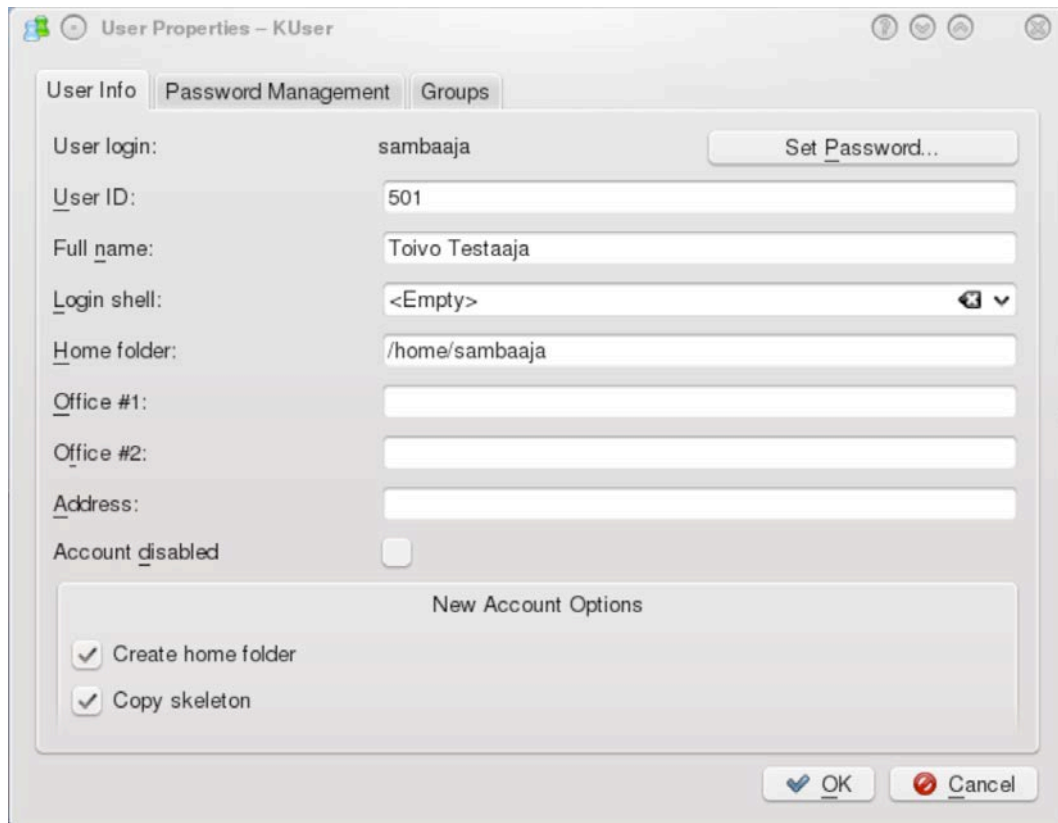 User Properties – KUser
User Info Password Management Groups
User login: sambaaja Set Password...
User ID: 501
Full name: Toivo Testaaja
Login shell: <Empty>
Home folder: /home/sambaaja
Office #1:
Office #2:
Address:
Account disabled
New Account Options
Create home folder
Copy skeleton
OK Cancel